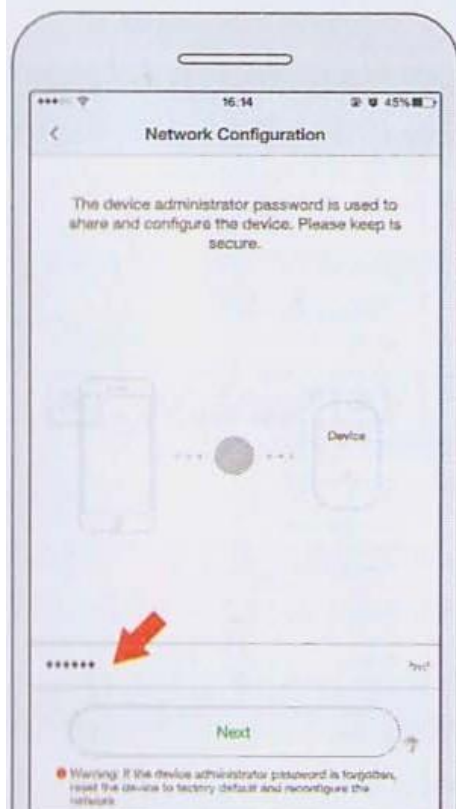 16:14 45%
Network Configuration
The device administrator password is used to
share and configure the device. Please keep is
secure.
Device
******
Next
Warning: If the device administrator password is forgotten,
reset the device to factory default and reconfigure the
network